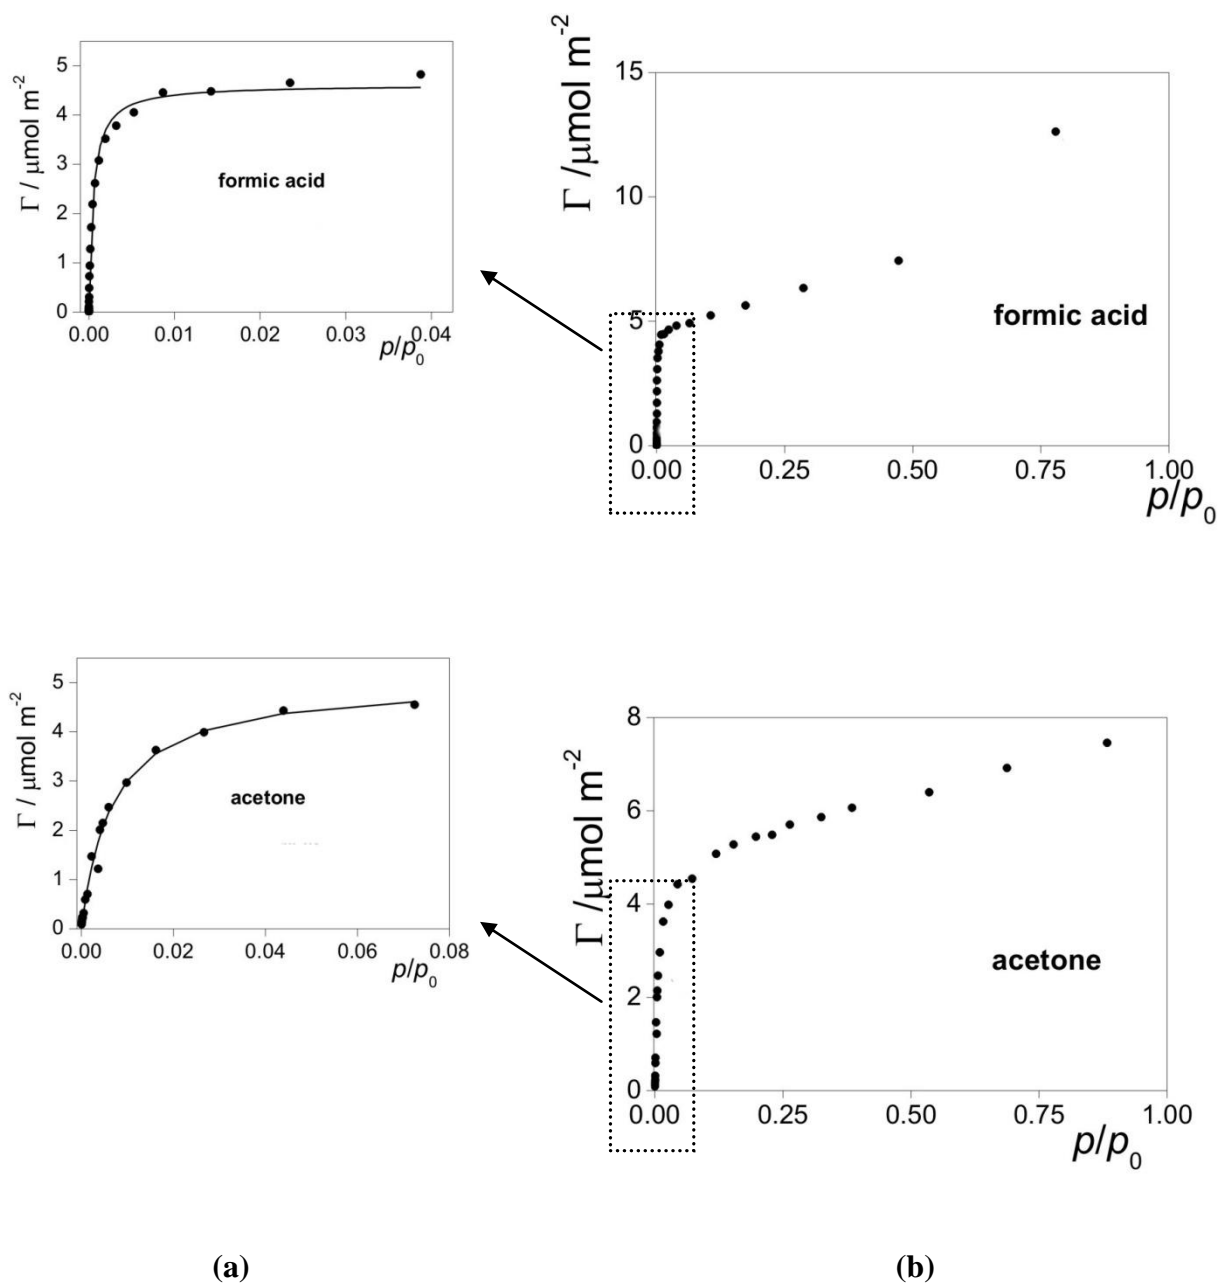 5
4
3
2
1
0
Γ / μmol m⁻²
formic acid
0.00 0.01 0.02 0.03 0.04
p/p₀
15
10
5
0
Γ /μmol m⁻²
formic acid
0.00 0.25 0.50 0.75 1.00
p/p₀
5
4
3
2
1
0
Γ / μmol m⁻²
acetone
0.00 0.02 0.04 0.06 0.08
p/p₀
8
6
4
2
0
Γ /μmol m⁻²
acetone
0.00 0.25 0.50 0.75 1.00
p/p₀
(a) (b)